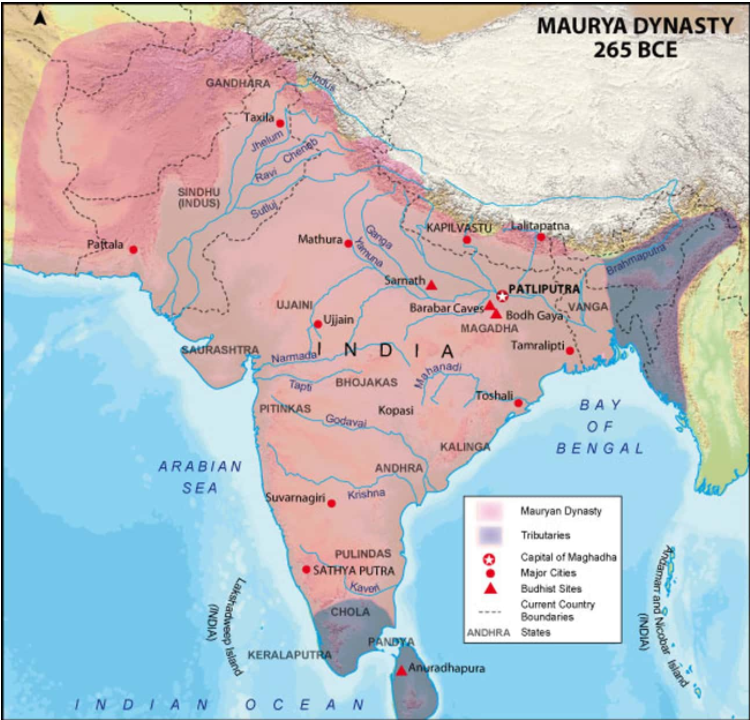 MAURYA DYNASTY
265 BCE
GANDHARA
Indus
Taxila
Jhelum
Chenab
Ravi
Sutluj
SINDHU
(INDUS)
Pattala
Mathura
Ganga
Yamuna
KAPILVASTU
Lalitapatna
Brahmaputra
Sarnath
PATLIPUTRA
Barabar Caves
Bodh Gaya
VANGA
MAGADHA
UJAINI
Ujjain
Tamralipti
SAURASHTRA
INDIA
Narmada
Tapti
BHOJAKAS
Mahanadi
Toshali
PITINKAS
Kopasi
Godavai
KALINGA
BAY
OF
BENGAL
ARABIAN
SEA
ANDHRA
Suvarnagiri
Krishna
PULINDAS
SATHYA PUTRA
Kaveri
CHOLA
PANDYA
KERALAPUTRA
Anuradhapura
Lakshadweep Island
(INDIA)
Andamarr and Nicobar Island
(INDIA)
INDIAN OCEAN
Mauryan Dynasty
Tributaries
Capital of Maghadha
Major Cities
Budhist Sites
Current Country
Boundaries
ANDHRA States